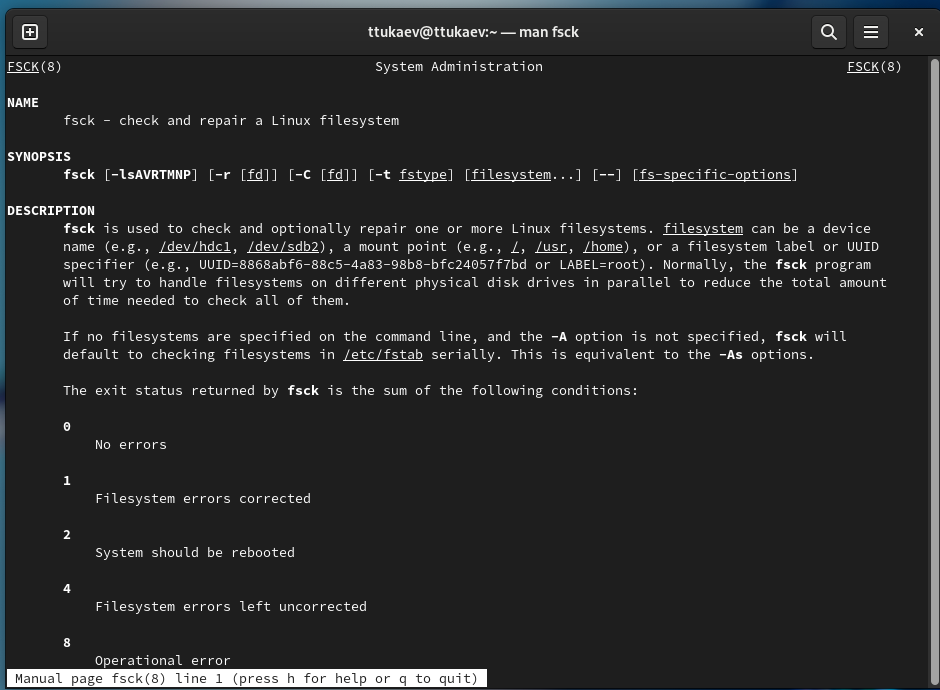 ttukaev@ttukaev:~ — man fsck
FSCK(8) System Administration FSCK(8)
NAME
fsck - check and repair a Linux filesystem
SYNOPSIS
fsck [-lsAVRTMNP] [-r [fd]] [-C [fd]] [-t fstype] [filesystem...] [--] [fs-specific-options]
DESCRIPTION
fsck is used to check and optionally repair one or more Linux filesystems. filesystem can be a device
name (e.g., /dev/hdc1, /dev/sdb2), a mount point (e.g., /, /usr, /home), or a filesystem label or UUID
specifier (e.g., UUID=8868abf6-88c5-4a83-98b8-bfc24057f7bd or LABEL=root). Normally, the fsck program
will try to handle filesystems on different physical disk drives in parallel to reduce the total amount
of time needed to check all of them.
If no filesystems are specified on the command line, and the -A option is not specified, fsck will
default to checking filesystems in /etc/fstab serially. This is equivalent to the -As options.
The exit status returned by fsck is the sum of the following conditions:
0
No errors
1
Filesystem errors corrected
2
System should be rebooted
4
Filesystem errors left uncorrected
8
Operational error
Manual page fsck(8) line 1 (press h for help or q to quit)